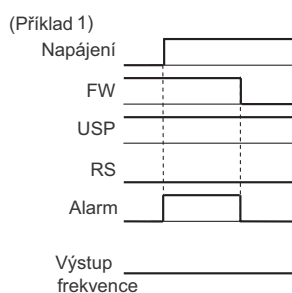 (Příklad 1)
Napájení
FW
USP
RS
Alarm
Výstup
frekvence